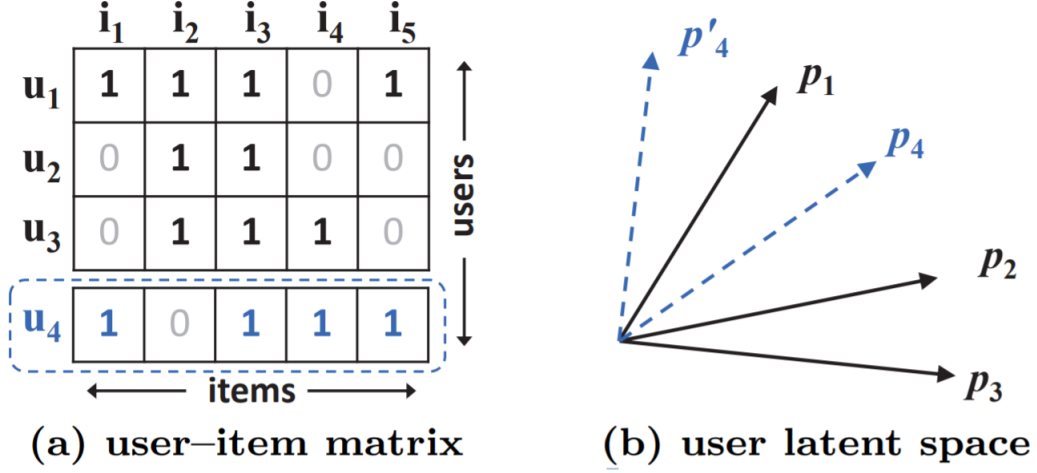 i₁ i₂ i₃ i₄ i₅
u₁ 1 1 1 0 1
u₂ 0 1 1 0 0
u₃ 0 1 1 1 0
u₄ 1 0 1 1 1
users
items
(a) user–item matrix
p'₄
p₁
p₄
p₂
p₃
(b) user latent space